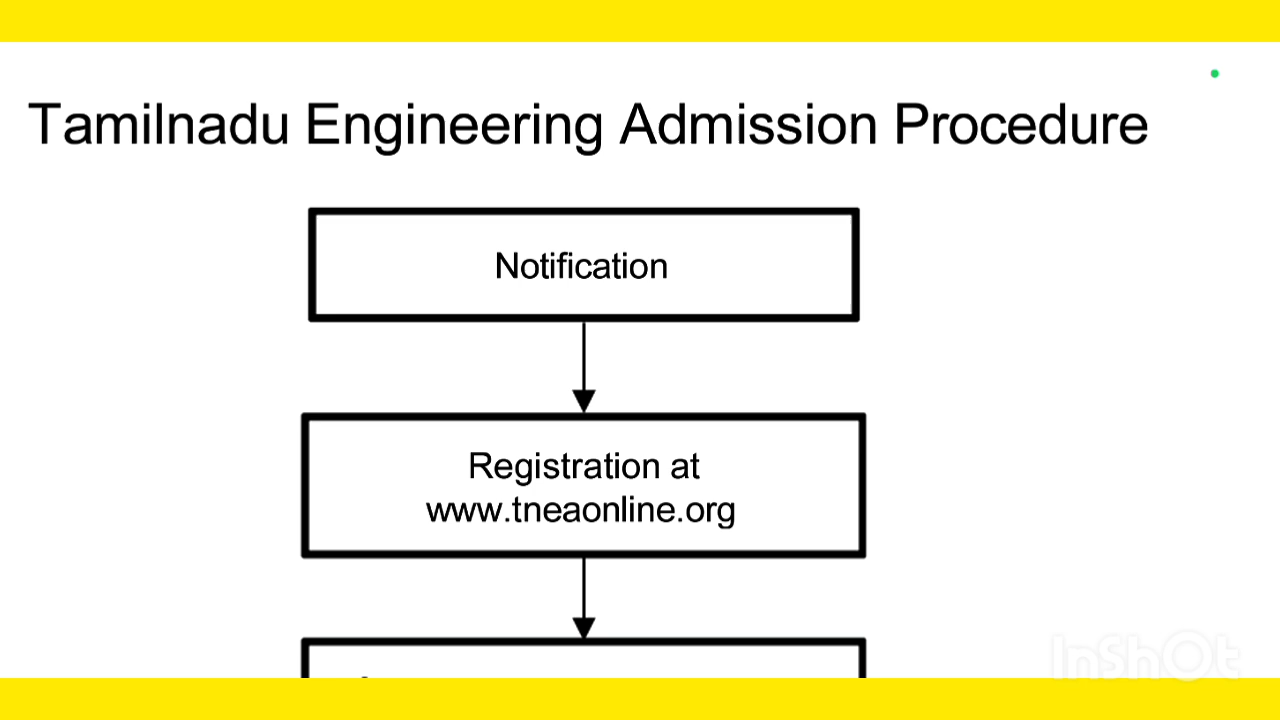 Tamilnadu Engineering Admission Procedure
Notification
Registration at
www.tneaonline.org
InShOt